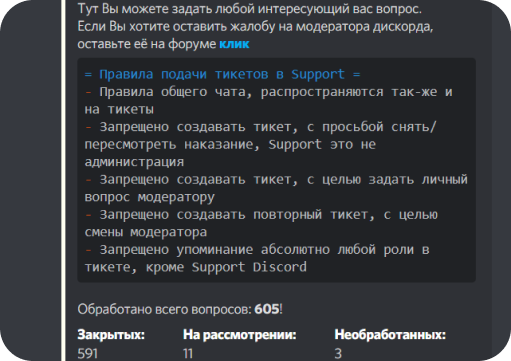 Тут Вы можете задать любой интересующий вас вопрос.
Если Вы хотите оставить жалобу на модератора дискорда,
оставьте её на форуме клик
= Правила подачи тикетов в Support =
- Правила общего чата, распространяются так-же и
на тикеты
- Запрещено создавать тикет, с просьбой снять/
пересмотреть наказание, Support это не
администрация
- Запрещено создавать тикет, с целью задать личный
вопрос модератору
- Запрещено создавать повторный тикет, с целью
смены модератора
- Запрещено упоминание абсолютно любой роли в
тикете, кроме Support Discord
Обработано всего вопросов: 605!
Закрытых: На рассмотрении: Необработанных:
591 11 3